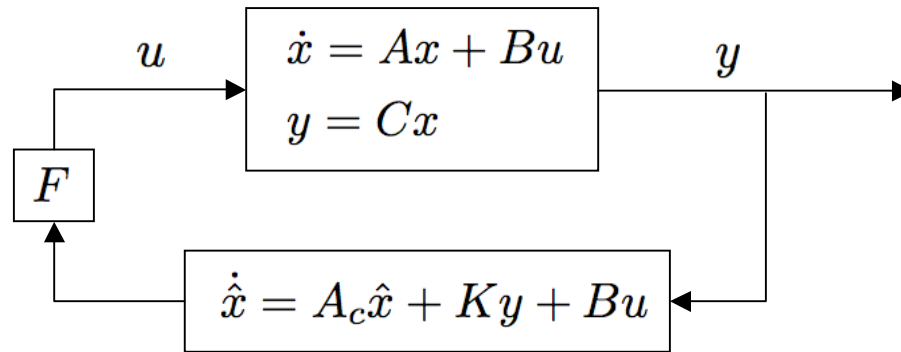 u
ẋ = Ax + Bu
y = Cx
y
F
x̂̇ = A_c x̂ + Ky + Bu